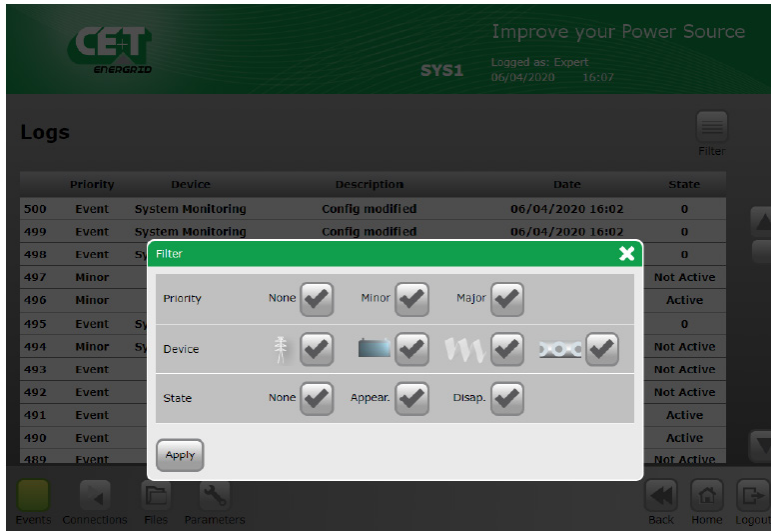 Improve your Power Source
CE+T
ENERGRID
SYS1
Logged as: Expert
06/04/2020 16:07
Logs
Filter
Priority Device Description Date State
500 Event System Monitoring Config modified 06/04/2020 16:02 0
499 Event System Monitoring Config modified 06/04/2020 16:02 0
498 Event Sy 0
Filter
497 Minor Not Active
Priority None Minor Major
496 Minor Active
495 Event Sy 0
494 Minor Sy Not Active
Device
493 Event Not Active
492 Event Not Active
State None Appear. Disap.
491 Event Active
490 Event Active
Apply
489 Event Not Active
Events Connections Files Parameters Back Home Logout